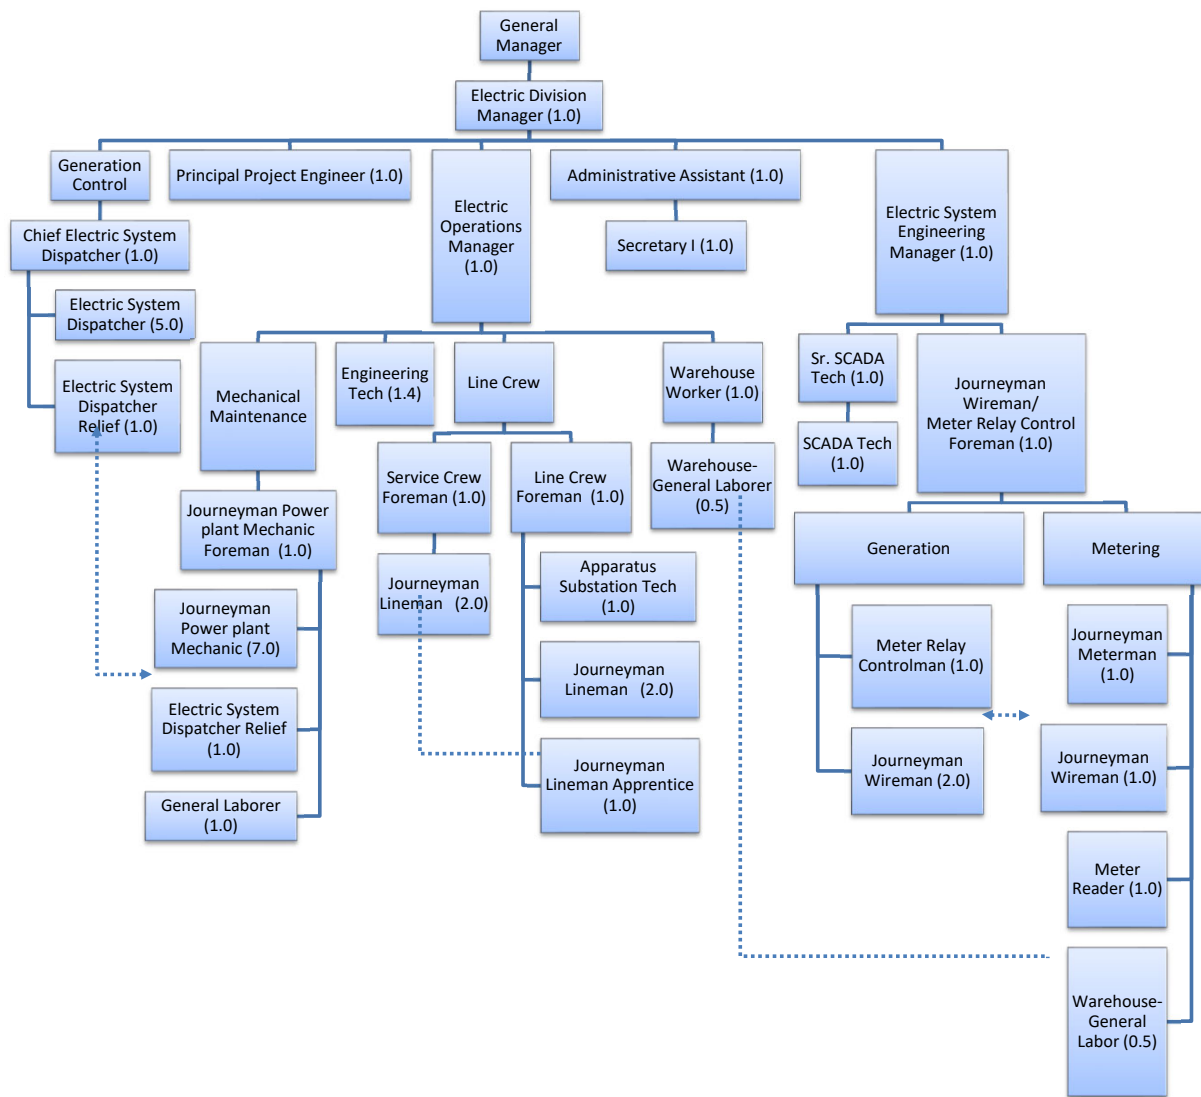 General
Manager
Electric Division
Manager (1.0)
Generation
Control
Principal Project Engineer (1.0)
Electric
Operations
Manager
(1.0)
Administrative Assistant (1.0)
Electric System
Engineering
Manager (1.0)
Chief Electric System
Dispatcher (1.0)
Secretary I (1.0)
Electric System
Dispatcher (5.0)
Electric System
Dispatcher
Relief (1.0)
Mechanical
Maintenance
Engineering
Tech (1.4)
Line Crew
Warehouse
Worker (1.0)
Sr. SCADA
Tech (1.0)
Journeyman
Wireman/
Meter Relay Control
Foreman (1.0)
SCADA Tech
(1.0)
Service Crew
Foreman (1.0)
Line Crew
Foreman (1.0)
Warehouse-
General Laborer
(0.5)
Journeyman Power
plant Mechanic
Foreman (1.0)
Generation
Metering
Journeyman
Lineman (2.0)
Apparatus
Substation Tech
(1.0)
Journeyman
Power plant
Mechanic (7.0)
Meter Relay
Controlman (1.0)
Journeyman
Meterman
(1.0)
Journeyman
Lineman (2.0)
Electric System
Dispatcher Relief
(1.0)
Journeyman
Lineman Apprentice
(1.0)
Journeyman
Wireman (2.0)
Journeyman
Wireman (1.0)
General Laborer
(1.0)
Meter
Reader (1.0)
Warehouse-
General
Labor (0.5)